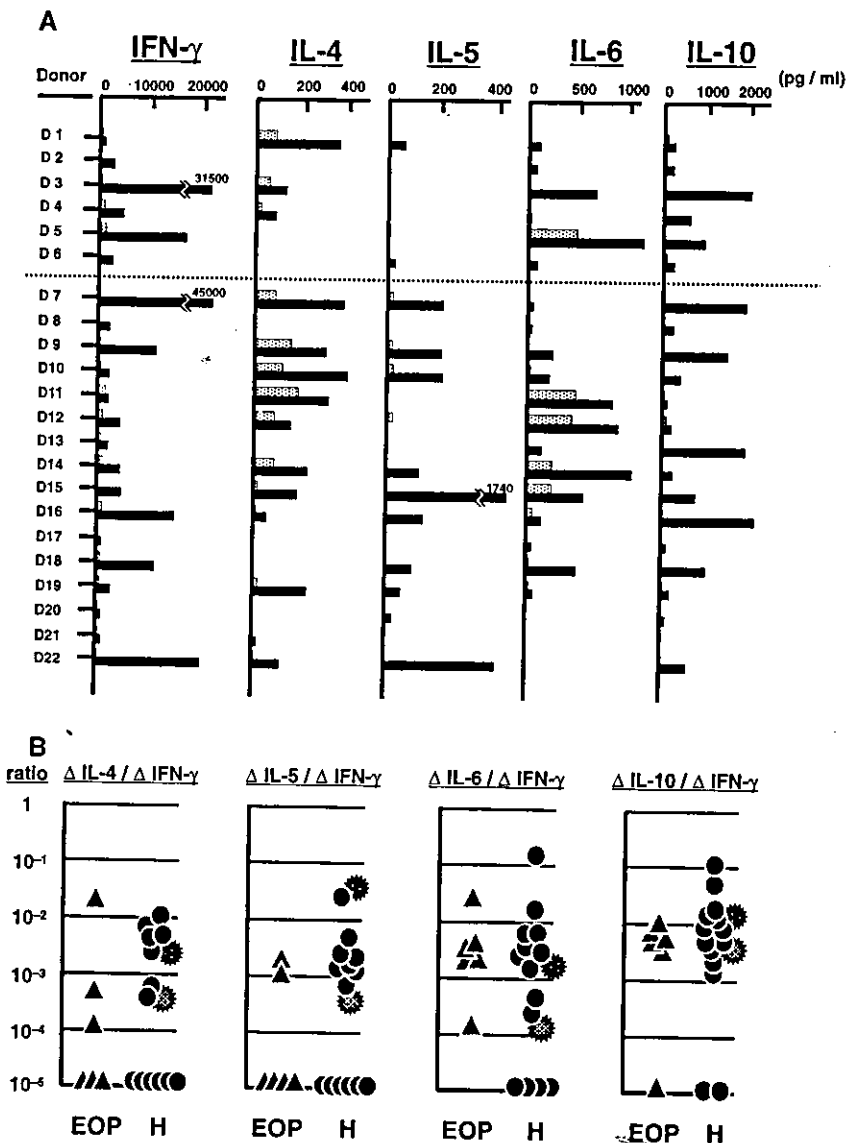 A
IFN-γ IL-4 IL-5 IL-6 IL-10
Donor 0 10000 20000 0 200 400 0 200 400 0 500 1000 0 1000 2000 (pg / ml)
D 1
D 2
D 3 31500
D 4
D 5
D 6
D 7 45000
D 8
D 9
D10
D11
D12
D13
D14
D15 1740
D16
D17
D18
D19
D20
D21
D22
B
ratio Δ IL-4 / Δ IFN-γ Δ IL-5 / Δ IFN-γ Δ IL-6 / Δ IFN-γ Δ IL-10 / Δ IFN-γ
1
10⁻¹
10⁻²
10⁻³
10⁻⁴
10⁻⁵
EOP H EOP H EOP H EOP H